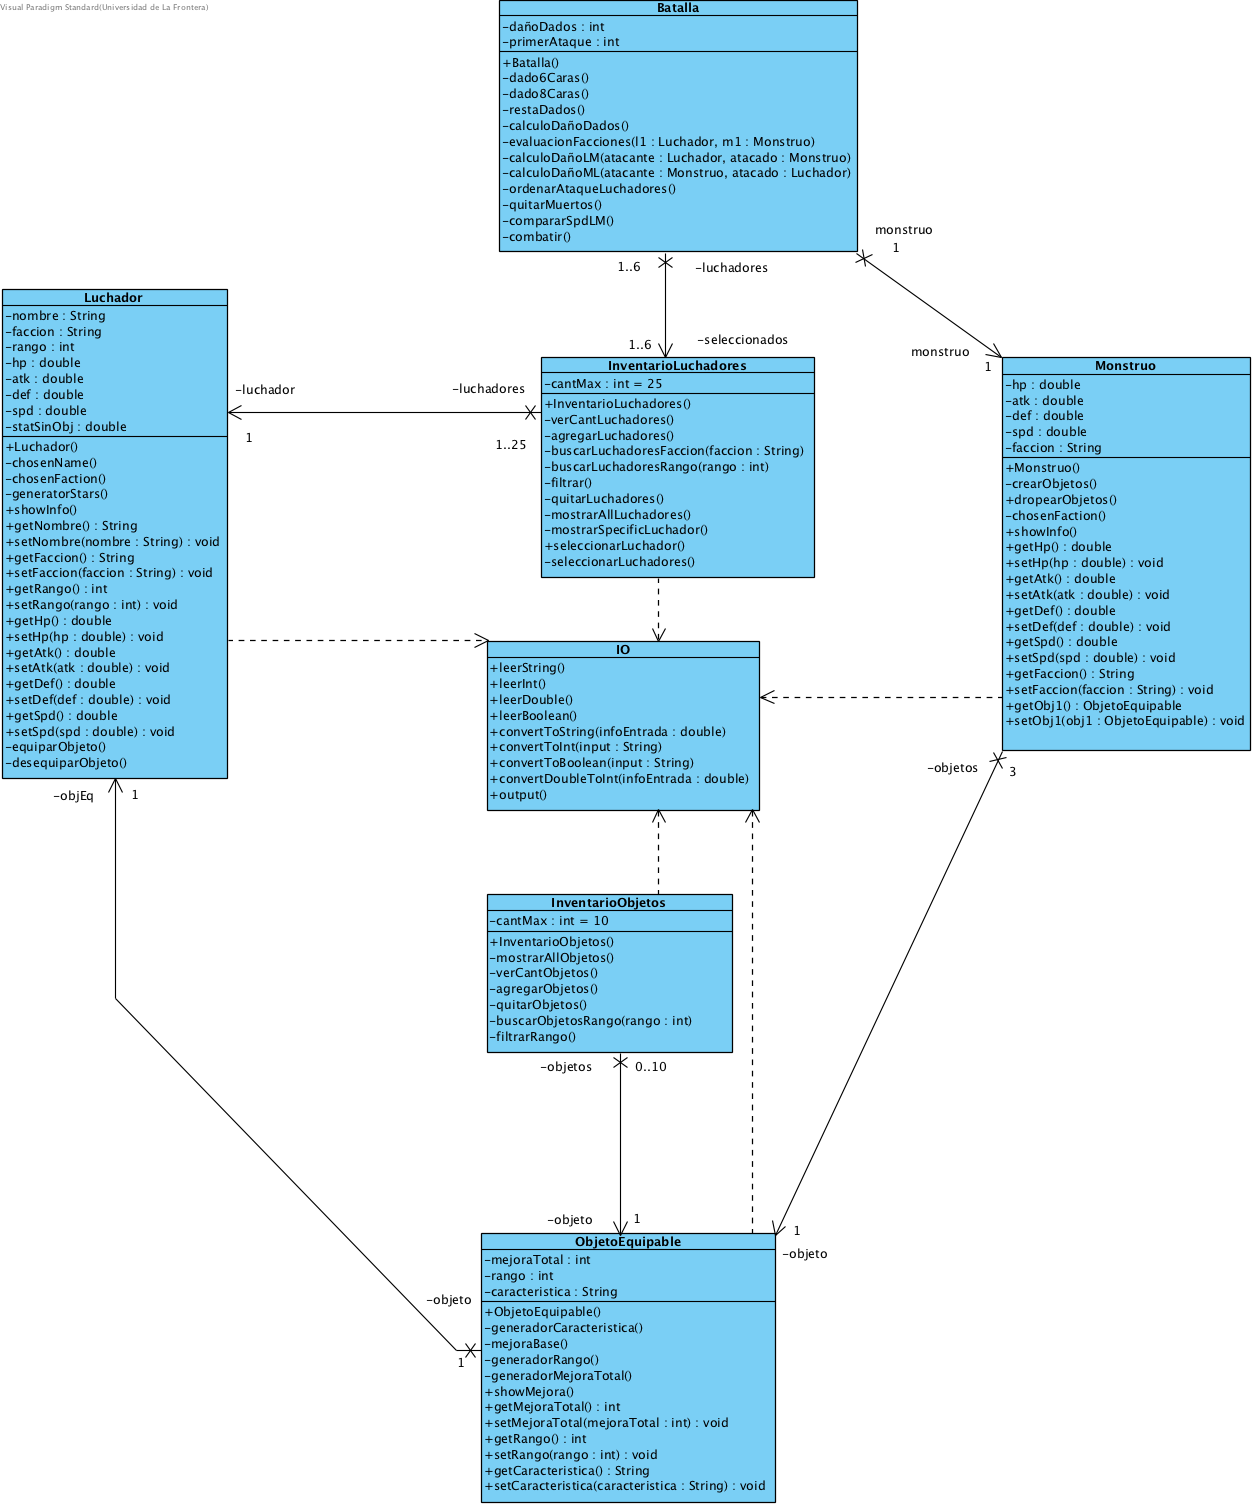 Visual Paradigm Standard(Universidad de La Frontera)
Batalla
-dañoDados : int
-primerAtaque : int
+Batalla()
-dado6Caras()
-dado8Caras()
-restaDados()
-calculoDañoDados()
-evaluacionFacciones(l1 : Luchador, m1 : Monstruo)
-calculoDañoLM(atacante : Luchador, atacado : Monstruo)
-calculoDañoML(atacante : Monstruo, atacado : Luchador)
-ordenarAtaqueLuchadores()
-quitarMuertos()
-compararSpdLM()
-combatir()
monstruo
1
1..6
-luchadores
1..6
-seleccionados
monstruo
1
Luchador
-nombre : String
-faccion : String
-rango : int
-hp : double
-atk : double
-def : double
-spd : double
-statSinObj : double
+Luchador()
-chosenName()
-chosenFaction()
-generatorStars()
+showInfo()
+getNombre() : String
+setNombre(nombre : String) : void
+getFaccion() : String
+setFaccion(faccion : String) : void
+getRango() : int
+setRango(rango : int) : void
+getHp() : double
+setHp(hp : double) : void
+getAtk() : double
+setAtk(atk : double) : void
+getDef() : double
+setDef(def : double) : void
+getSpd() : double
+setSpd(spd : double) : void
-equiparObjeto()
-desequiparObjeto()
-luchador
1
-luchadores
1..25
InventarioLuchadores
-cantMax : int = 25
+InventarioLuchadores()
-verCantLuchadores()
-agregarLuchadores()
-buscarLuchadoresFaccion(faccion : String)
-buscarLuchadoresRango(rango : int)
-filtrar()
-quitarLuchadores()
-mostrarAllLuchadores()
-mostrarSpecificLuchador()
+seleccionarLuchador()
-seleccionarLuchadores()
Monstruo
-hp : double
-atk : double
-def : double
-spd : double
-faccion : String
+Monstruo()
-crearObjetos()
+dropearObjetos()
-chosenFaction()
+showInfo()
+getHp() : double
+setHp(hp : double) : void
+getAtk() : double
+setAtk(atk : double) : void
+getDef() : double
+setDef(def : double) : void
+getSpd() : double
+setSpd(spd : double) : void
+getFaccion() : String
+setFaccion(faccion : String) : void
+getObj1() : ObjetoEquipable
+setObj1(obj1 : ObjetoEquipable) : void
IO
+leerString()
+leerInt()
+leerDouble()
+leerBoolean()
+convertToString(infoEntrada : double)
+convertToInt(input : String)
+convertToBoolean(input : String)
+convertDoubleToInt(infoEntrada : double)
+output()
-objEq
1
-objetos
3
InventarioObjetos
-cantMax : int = 10
+InventarioObjetos()
-mostrarAllObjetos()
-verCantObjetos()
-agregarObjetos()
-quitarObjetos()
-buscarObjetosRango(rango : int)
-filtrarRango()
-objetos
0..10
-objeto
1
1
-objeto
-objeto
1
ObjetoEquipable
-mejoraTotal : int
-rango : int
-caracteristica : String
+ObjetoEquipable()
-generadorCaracteristica()
-mejoraBase()
-generadorRango()
-generadorMejoraTotal()
+showMejora()
+getMejoraTotal() : int
+setMejoraTotal(mejoraTotal : int) : void
+getRango() : int
+setRango(rango : int) : void
+getCaracteristica() : String
+setCaracteristica(caracteristica : String) : void